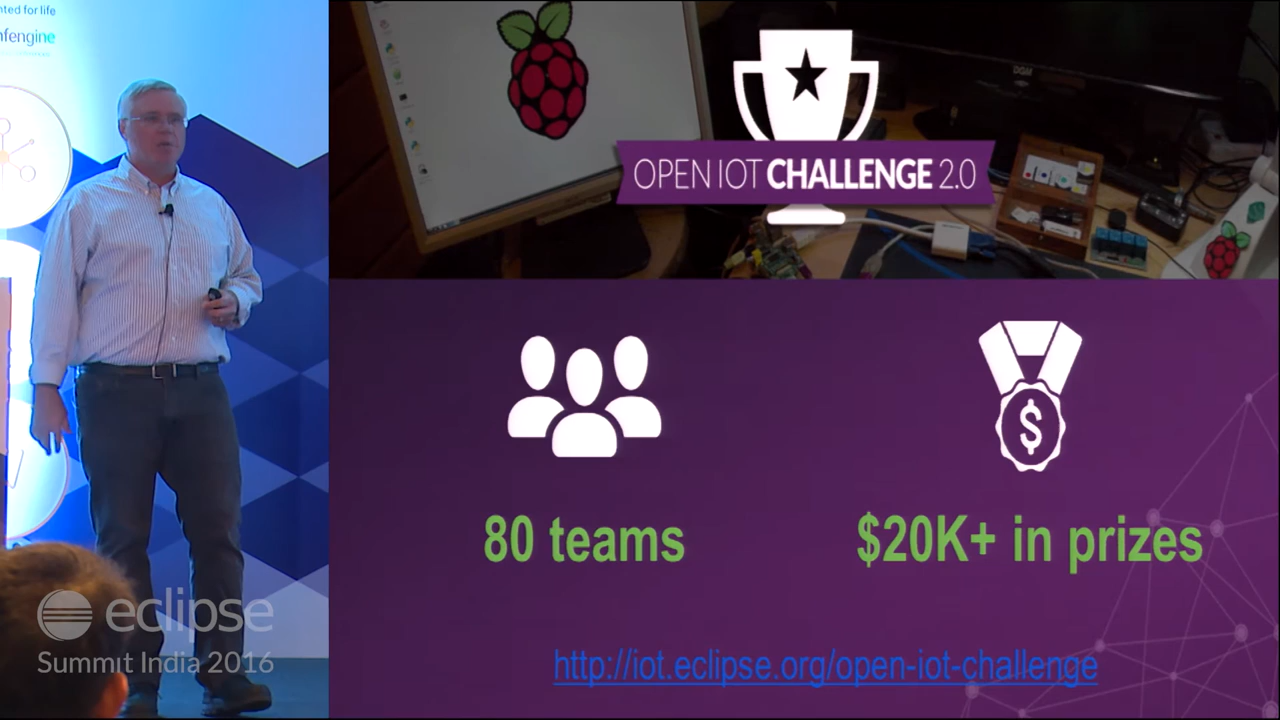 nted for life
nfengine
DGM
OPEN IOT CHALLENGE 2.0
$
80 teams
$20K+ in prizes
http://iot.eclipse.org/open-iot-challenge
eclipse
Summit India 2016